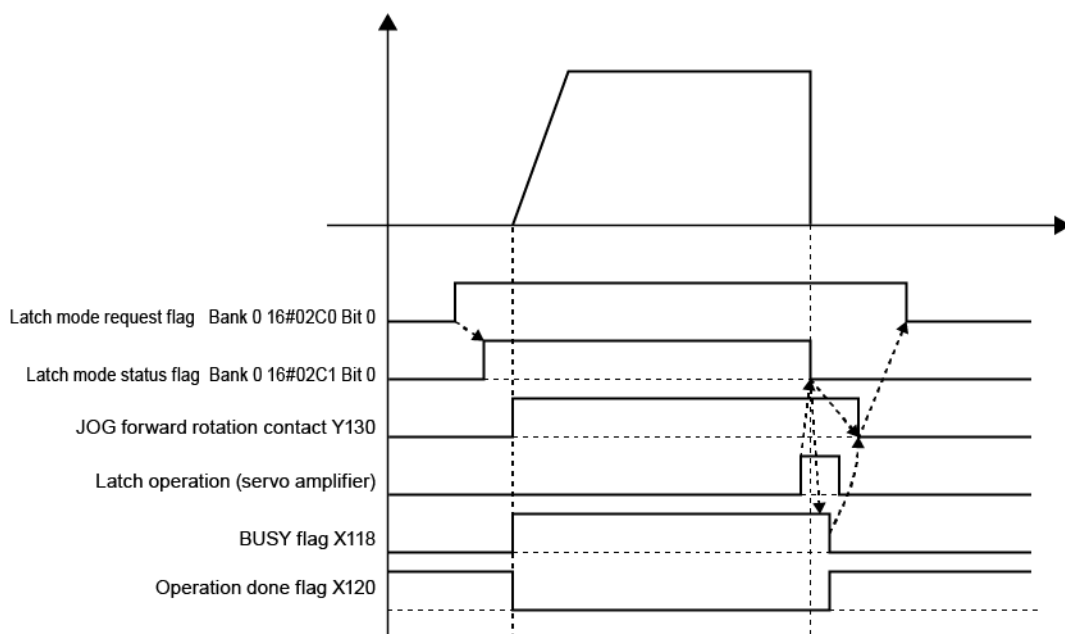 Latch mode request flag Bank 0 16#02C0 Bit 0
Latch mode status flag Bank 0 16#02C1 Bit 0
JOG forward rotation contact Y130
Latch operation (servo amplifier)
BUSY flag X118
Operation done flag X120